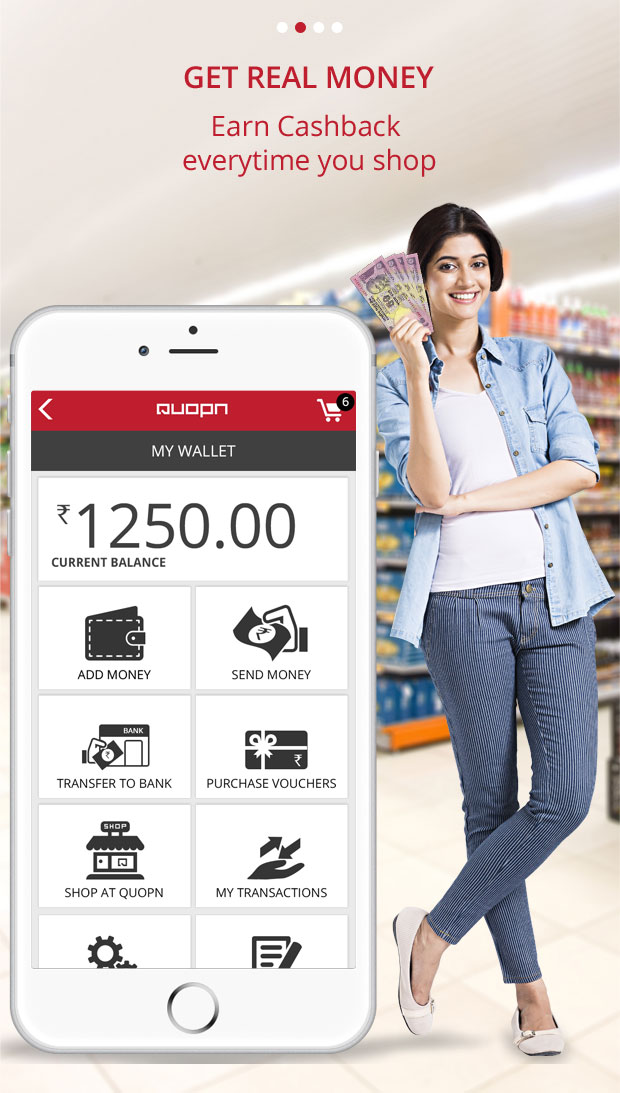 GET REAL MONEY
Earn Cashback
everytime you shop
QUOPN
6
MY WALLET
₹1250.00
CURRENT BALANCE
ADD MONEY
SEND MONEY
BANK
TRANSFER TO BANK
PURCHASE VOUCHERS
SHOP
SHOP AT QUOPN
MY TRANSACTIONS